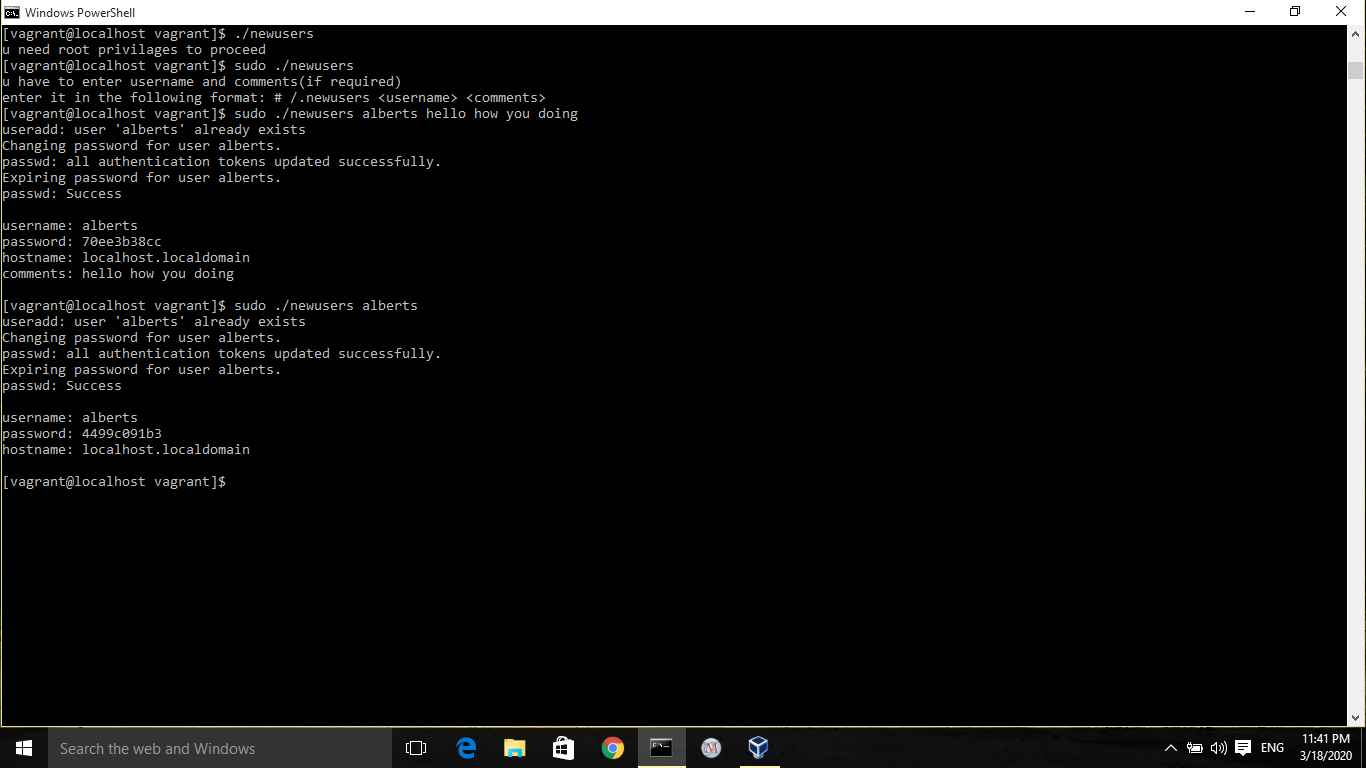 Windows PowerShell
[vagrant@localhost vagrant]$ ./newusers
u need root privilages to proceed
[vagrant@localhost vagrant]$ sudo ./newusers
u have to enter username and comments(if required)
enter it in the following format: # /.newusers <username> <comments>
[vagrant@localhost vagrant]$ sudo ./newusers alberts hello how you doing
useradd: user 'alberts' already exists
Changing password for user alberts.
passwd: all authentication tokens updated successfully.
Expiring password for user alberts.
passwd: Success
username: alberts
password: 70ee3b38cc
hostname: localhost.localdomain
comments: hello how you doing
[vagrant@localhost vagrant]$ sudo ./newusers alberts
useradd: user 'alberts' already exists
Changing password for user alberts.
passwd: all authentication tokens updated successfully.
Expiring password for user alberts.
passwd: Success
username: alberts
password: 4499c091b3
hostname: localhost.localdomain
[vagrant@localhost vagrant]$
Search the web and Windows
ENG
11:41 PM
3/18/2020